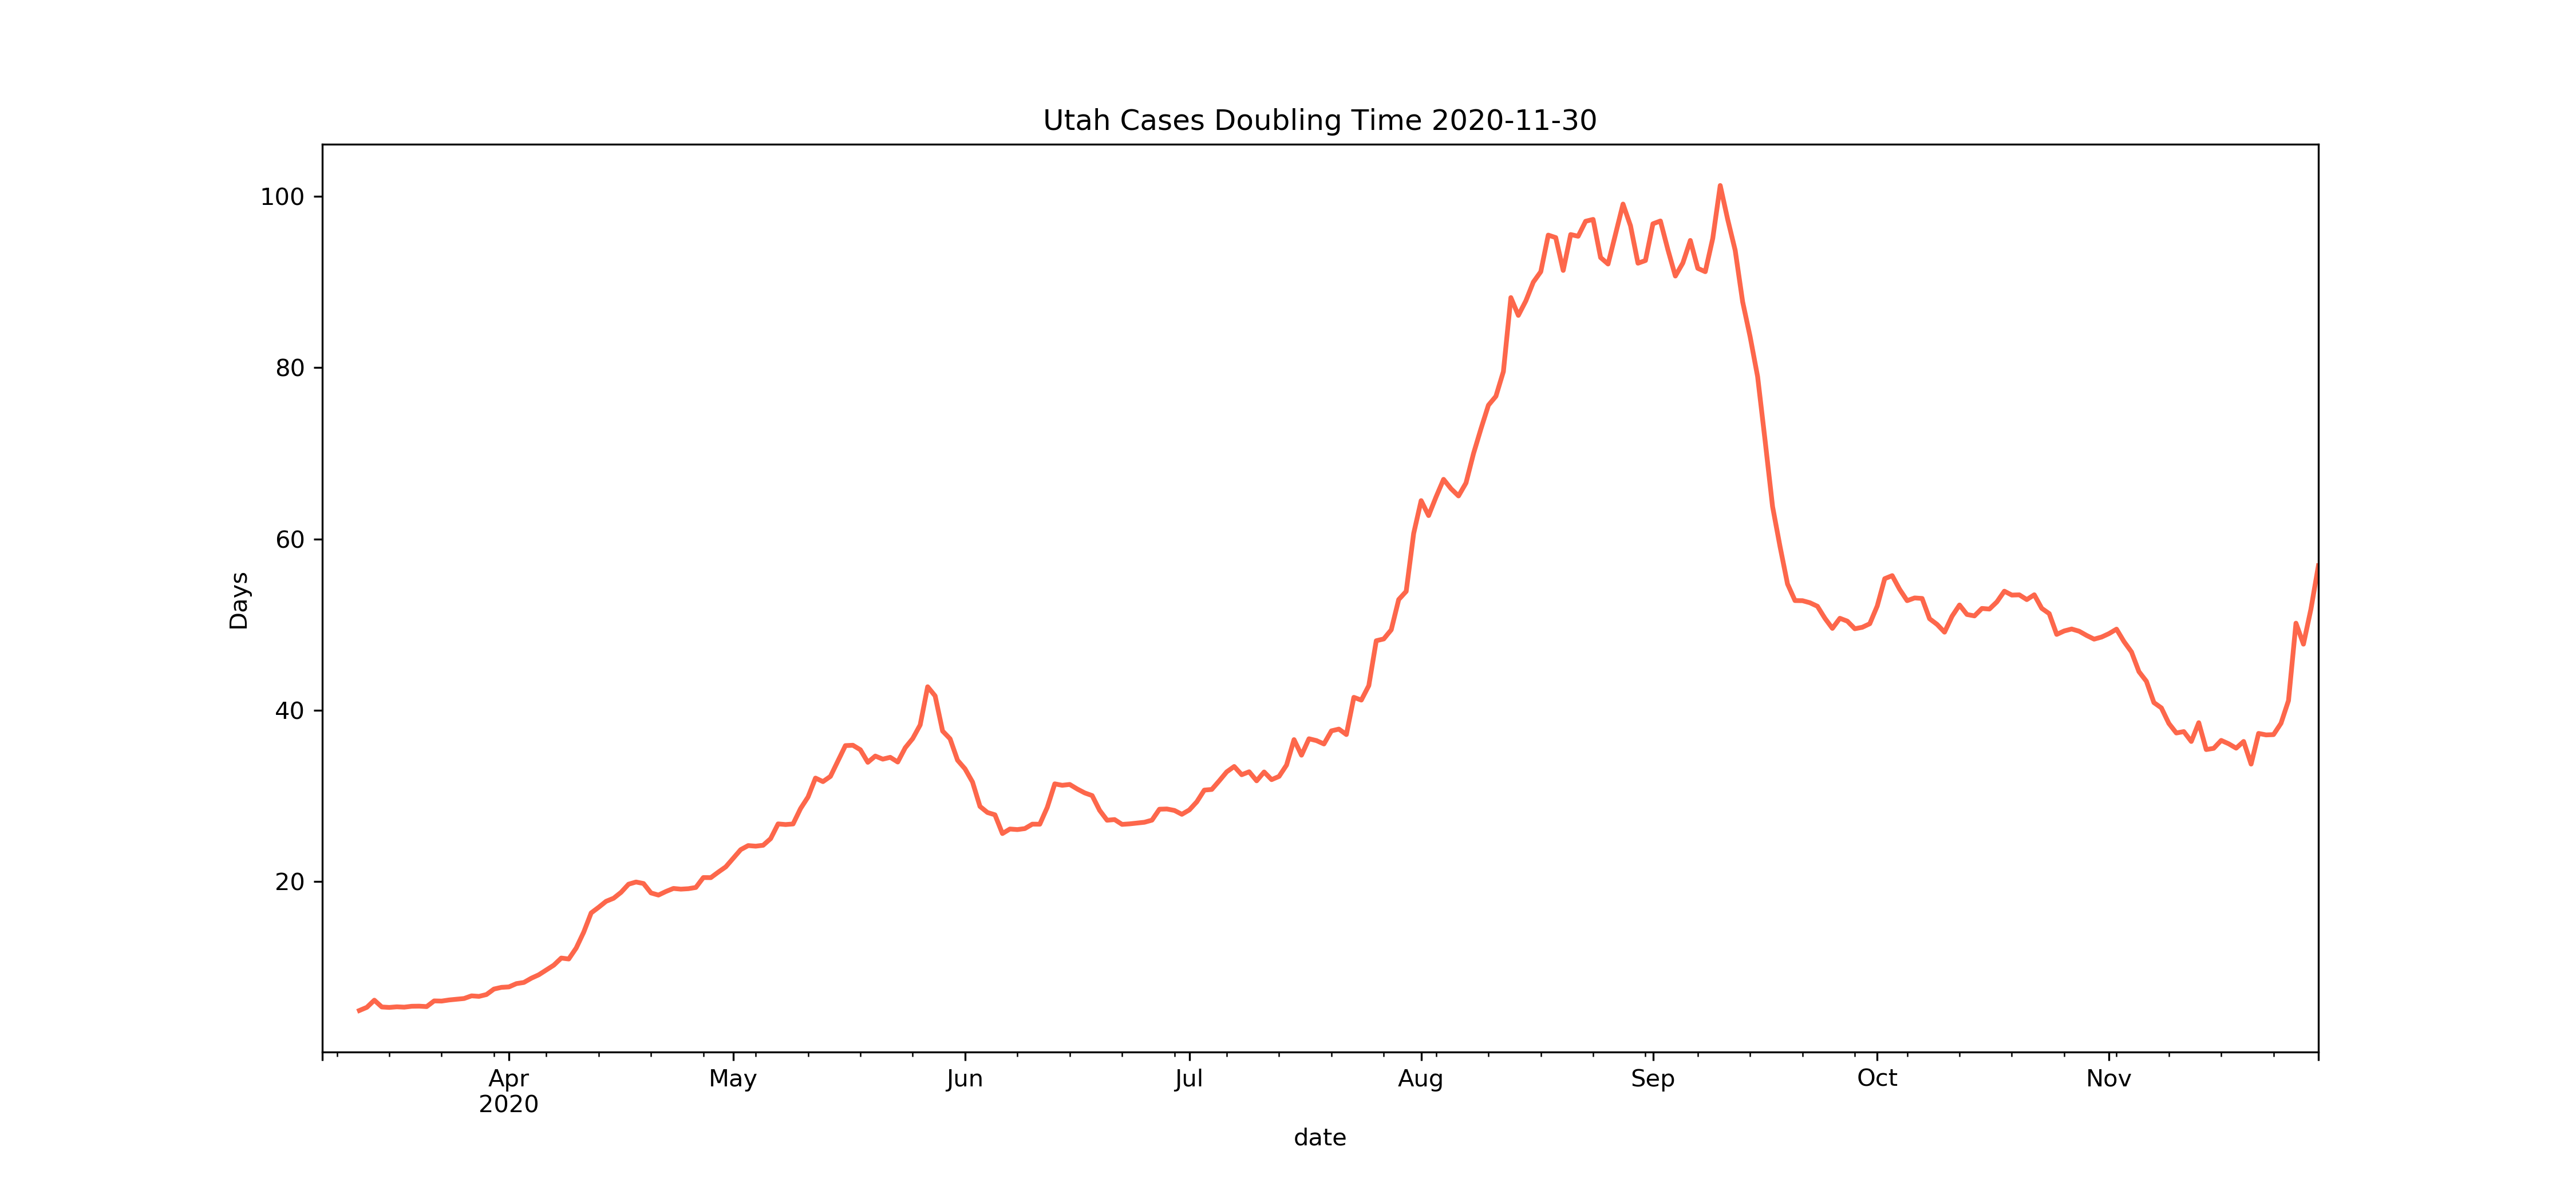 Utah Cases Doubling Time 2020-11-30
100
80
60
40
20
Days
Apr May Jun Jul Aug Sep Oct Nov
2020
date